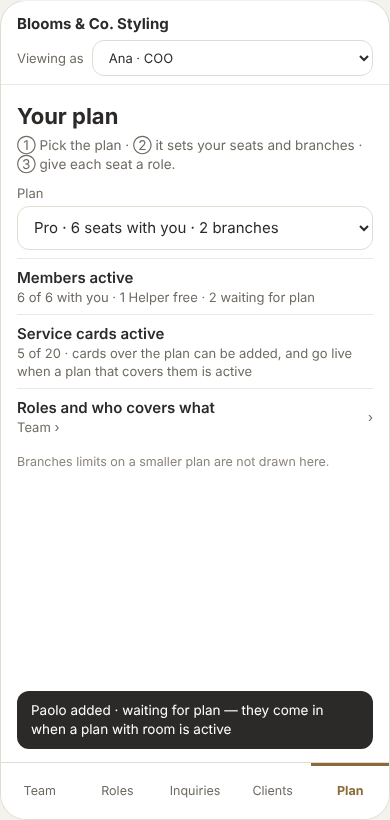 Blooms & Co. Styling
Viewing as Ana · COO
Your plan
① Pick the plan · ② it sets your seats and branches ·
③ give each seat a role.
Plan
Pro · 6 seats with you · 2 branches
Members active
6 of 6 with you · 1 Helper free · 2 waiting for plan
Service cards active
5 of 20 · cards over the plan can be added, and go live
when a plan that covers them is active
Roles and who covers what
Team ›
›
Branches limits on a smaller plan are not drawn here.
Paolo added · waiting for plan — they come in
when a plan with room is active
Team Roles Inquiries Clients Plan